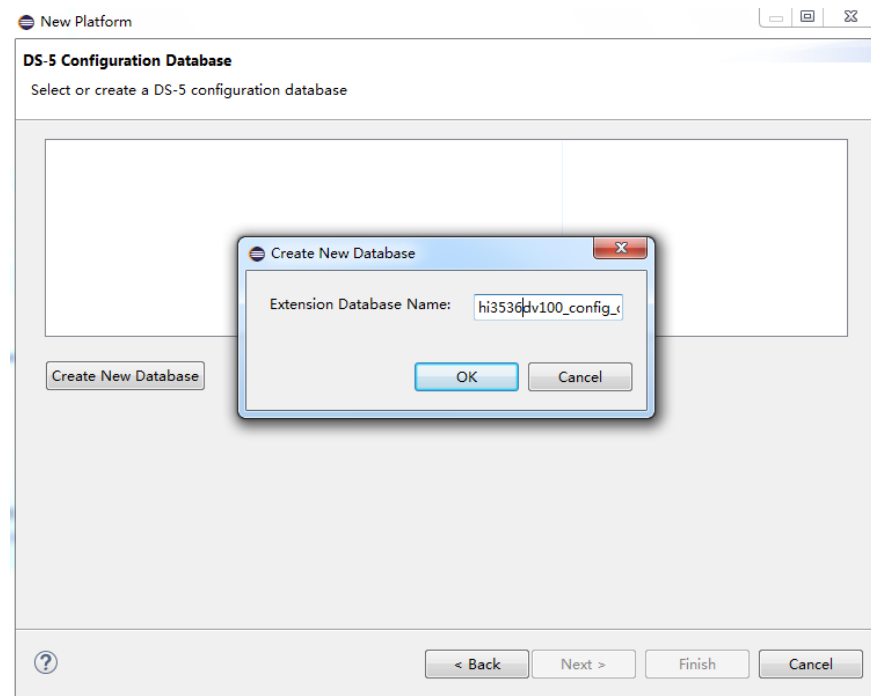 New Platform
DS-5 Configuration Database
Select or create a DS-5 configuration database
Create New Database
Extension Database Name:
hi3536dv100_config_
Create New Database
OK
Cancel
?
< Back
Next >
Finish
Cancel